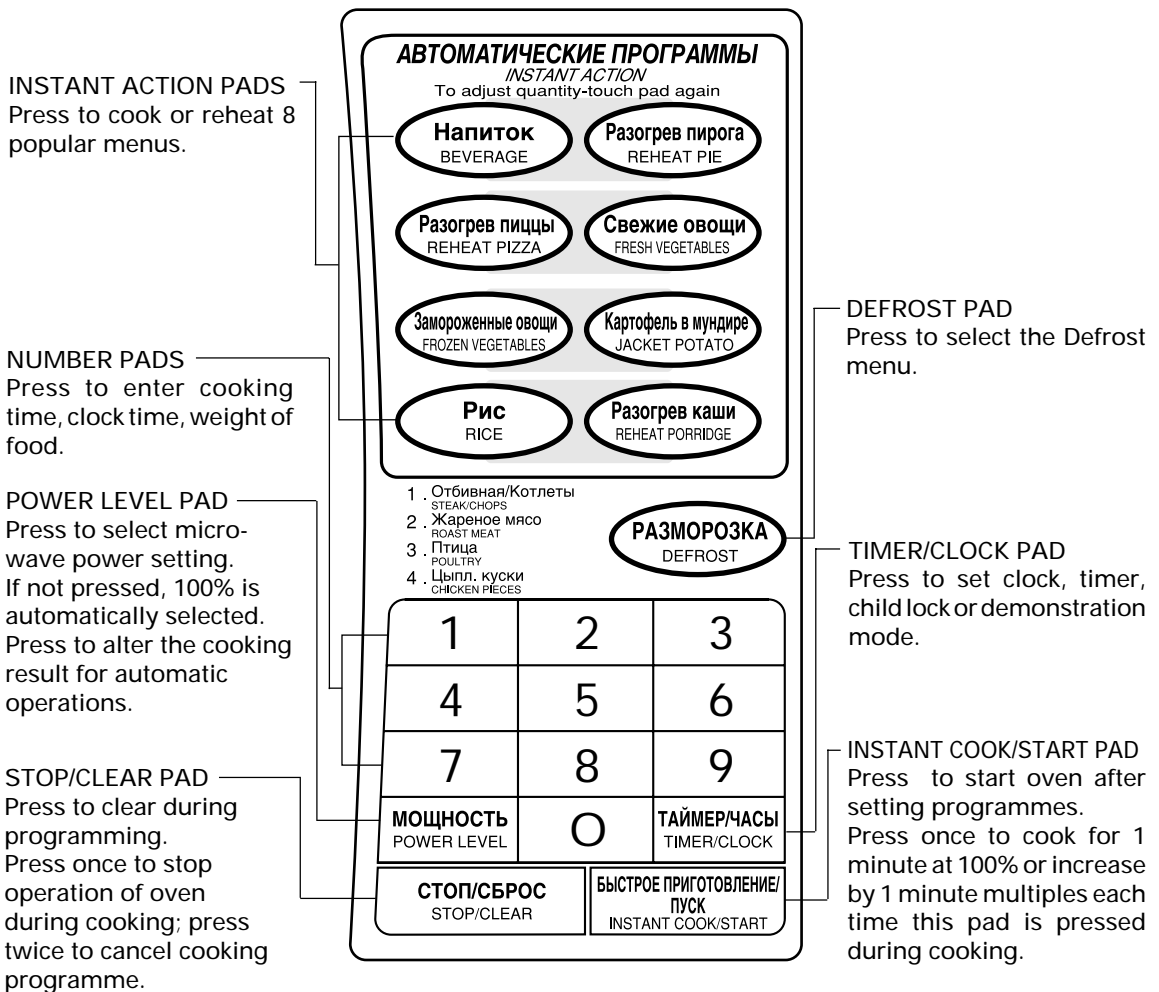 INSTANT ACTION PADS
Press to cook or reheat 8
popular menus.
NUMBER PADS
Press to enter cooking
time, clock time, weight of
food.
POWER LEVEL PAD
Press to select micro-
wave power setting.
If not pressed, 100% is
automatically selected.
Press to alter the cooking
result for automatic
operations.
STOP/CLEAR PAD
Press to clear during
programming.
Press once to stop
operation of oven
during cooking; press
twice to cancel cooking
programme.
АВТОМАТИЧЕСКИЕ ПРОГРАММЫ
INSTANT ACTION
To adjust quantity-touch pad again
Напиток
BEVERAGE
Разогрев пирога
REHEAT PIE
Разогрев пиццы
REHEAT PIZZA
Свежие овощи
FRESH VEGETABLES
Замороженные овощи
FROZEN VEGETABLES
Картофель в мундире
JACKET POTATO
Рис
RICE
Разогрев каши
REHEAT PORRIDGE
1 . Отбивная/Котлеты
STEAK/CHOPS
2 . Жареное мясо
ROAST MEAT
3 . Птица
POULTRY
4 . Цыпл. куски
CHICKEN PIECES
РАЗМОРОЗКА
DEFROST
1 2 3
4 5 6
7 8 9
МОЩНОСТЬ
POWER LEVEL
0
ТАЙМЕР/ЧАСЫ
TIMER/CLOCK
СТОП/СБРОС
STOP/CLEAR
БЫСТРОЕ ПРИГОТОВЛЕНИЕ/
ПУСК
INSTANT COOK/START
DEFROST PAD
Press to select the Defrost
menu.
TIMER/CLOCK PAD
Press to set clock, timer,
child lock or demonstration
mode.
INSTANT COOK/START PAD
Press to start oven after
setting programmes.
Press once to cook for 1
minute at 100% or increase
by 1 minute multiples each
time this pad is pressed
during cooking.